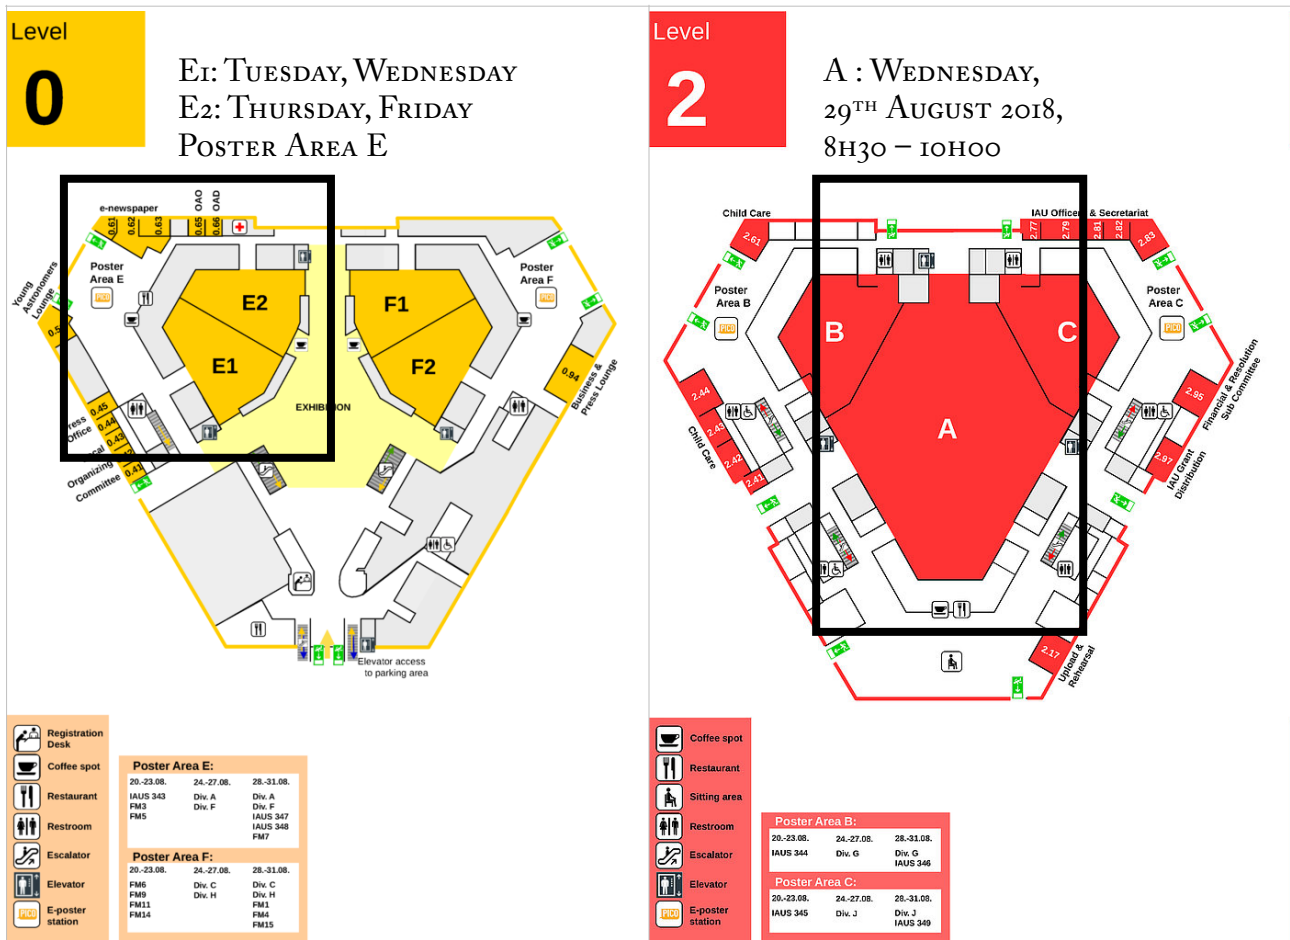 Level
0
E1: Tuesday, Wednesday
E2: Thursday, Friday
Poster Area E
e-newspaper
0.61
0.62
0.63
OAO
OAD
0.65
0.66
Poster
Area E
PICO
Young
Astronomers
Lounge
0.5
E2
E1
F1
F2
Poster
Area F
PICO
0.94
Business &
Press Lounge
EXHIBITION
0.45
0.44
0.43
0.41
ress
Office
cal
Organizing
Committee
Elevator access
to parking area
Registration
Desk
Coffee spot
Restaurant
Restroom
Escalator
Elevator
PICO
E-poster
station
Poster Area E:
20.-23.08. 24.-27.08. 28.-31.08.
IAUS 343 Div. A Div. A
FM3 Div. F Div. F
FM5 IAUS 347
IAUS 348
FM7
Poster Area F:
20.-23.08. 24.-27.08. 28.-31.08.
FM6 Div. C Div. C
FM9 Div. H Div. H
FM11 FM1
FM14 FM4
FM15
Level
2
A : Wednesday,
29th August 2018,
8h30 – 10h00
Child Care
2.61
IAU Officers & Secretariat
2.77
2.79
2.81
2.82
2.83
Poster
Area B
PICO
B
C
A
Poster
Area C
PICO
2.44
2.43
2.42
2.41
Child Care
2.95
Financial & Resolution
Sub Committee
2.97
IAU Grant
Distribution
2.17
Upload &
Rehearsal
Coffee spot
Restaurant
Sitting area
Restroom
Escalator
Elevator
PICO
E-poster
station
Poster Area B:
20.-23.08. 24.-27.08. 28.-31.08.
IAUS 344 Div. G Div. G
IAUS 346
Poster Area C:
20.-23.08. 24.-27.08. 28.-31.08.
IAUS 345 Div. J Div. J
IAUS 349